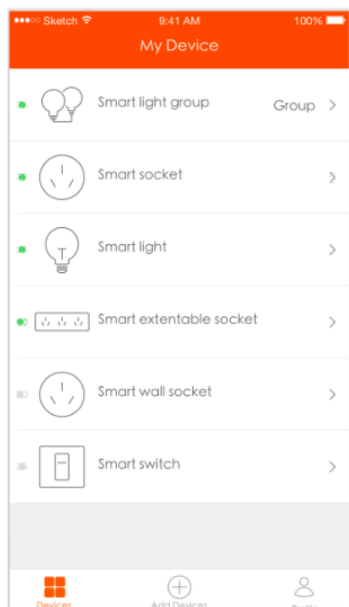 Sketch 9:41 AM 100%
My Device
Smart light group Group
Smart socket
Smart light
Smart extentable socket
Smart wall socket
Smart switch
Devices Add Devices Profile